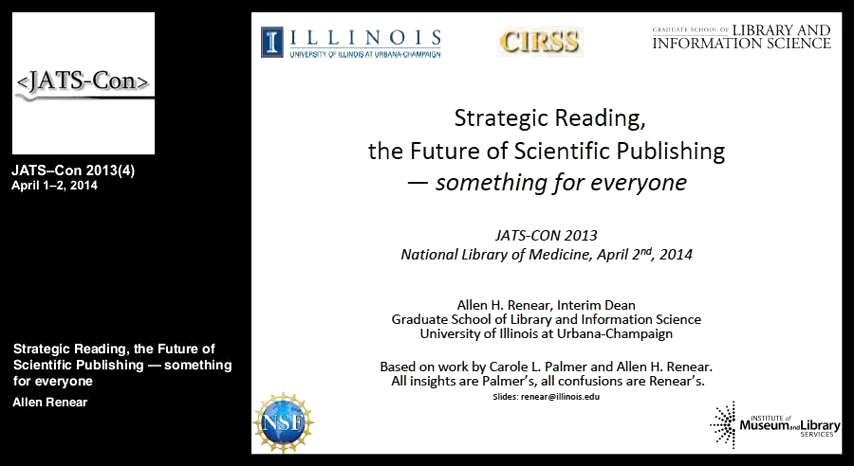 <JATS-Con>
JATS–Con 2013(4)
April 1–2, 2014
Strategic Reading, the Future of
Scientific Publishing — something
for everyone
Allen Renear
I ILLINOIS
UNIVERSITY OF ILLINOIS AT URBANA-CHAMPAIGN
CIRSS
GRADUATE SCHOOL OF LIBRARY AND
INFORMATION SCIENCE
Strategic Reading,
the Future of Scientific Publishing
— something for everyone
JATS-CON 2013
National Library of Medicine, April 2nd, 2014
Allen H. Renear, Interim Dean
Graduate School of Library and Information Science
University of Illinois at Urbana-Champaign
Based on work by Carole L. Palmer and Allen H. Renear.
All insights are Palmer's, all confusions are Renear's.
Slides: renear@illinois.edu
NSF
INSTITUTE of
Museum and Library
SERVICES